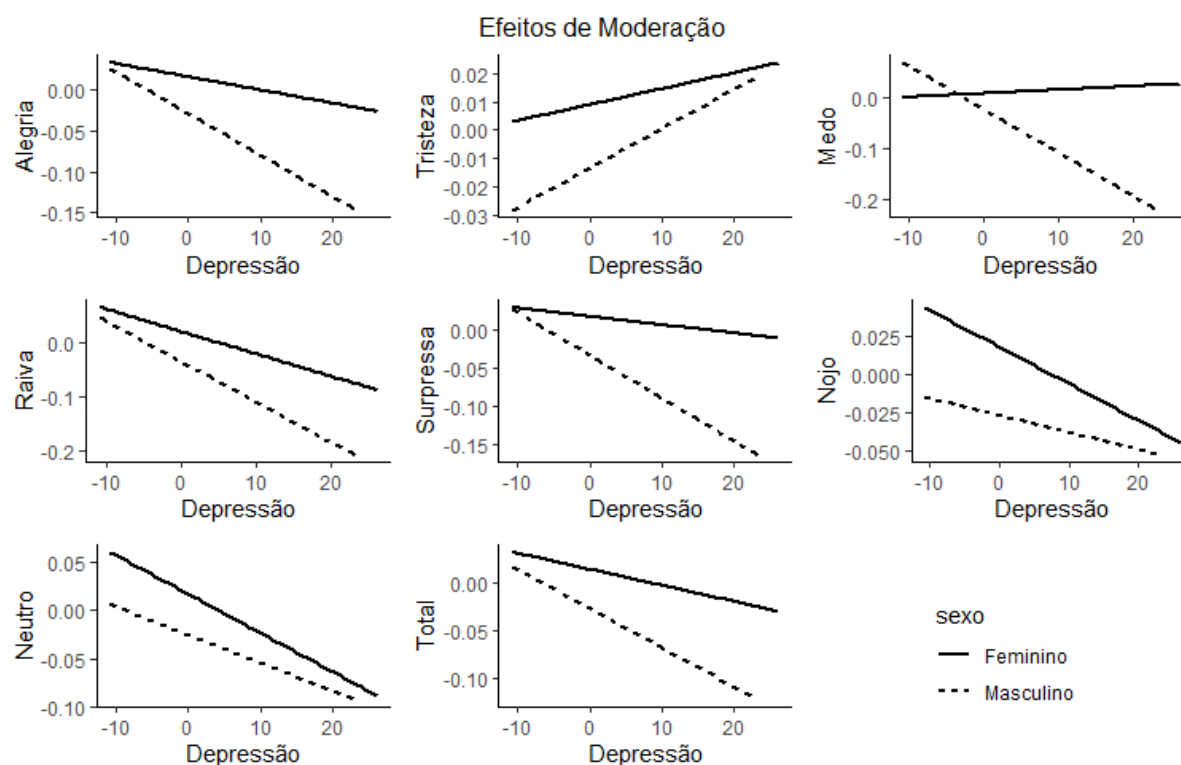 Efeitos de Moderação
Alegria
0.00
-0.05
-0.10
-0.15
-10 0 10 20
Depressão
Tristeza
0.02
0.01
0.00
-0.01
-0.02
-0.03
-10 0 10 20
Depressão
Medo
0.0
-0.1
-0.2
-10 0 10 20
Depressão
Raiva
0.0
-0.1
-0.2
-10 0 10 20
Depressão
Surpressa
0.00
-0.05
-0.10
-0.15
-10 0 10 20
Depressão
Nojo
0.025
0.000
-0.025
-0.050
-10 0 10 20
Depressão
Neutro
0.05
0.00
-0.05
-0.10
-10 0 10 20
Depressão
Total
0.00
-0.05
-0.10
-10 0 10 20
Depressão
sexo
Feminino
Masculino